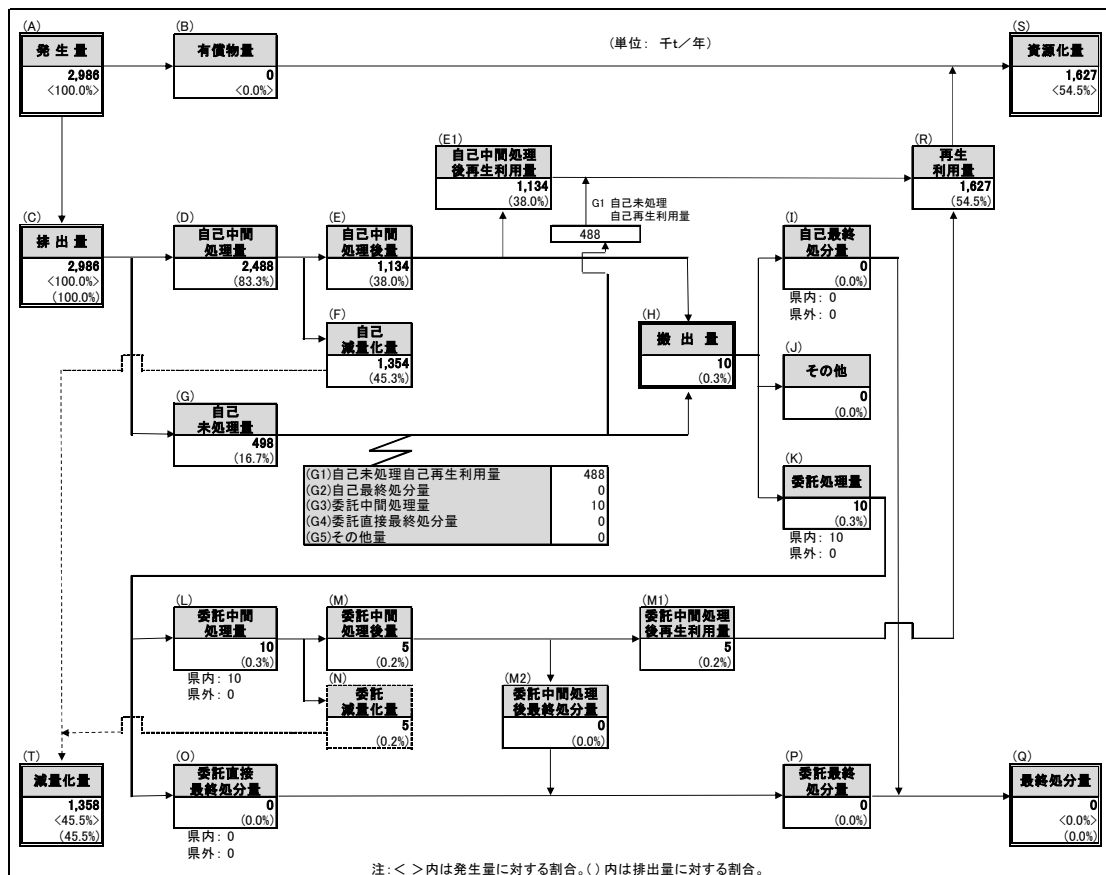 (A)
発生量
2,986
<100.0%>
(B)
有償物量
0
<0.0%>
(単位： 千t／年)
(S)
資源化量
1,627
<54.5%>
(E1)
自己中間処理
後再生利用量
1,134
(38.0%)
G1 自己未処理
自己再生利用量
488
(R)
再生
利用量
1,627
(54.5%)
(C)
排出量
2,986
<100.0%>
(100.0%)
(D)
自己中間
処理量
2,488
(83.3%)
(E)
自己中間
処理後量
1,134
(38.0%)
(I)
自己最終
処分量
0
(0.0%)
県内： 0
県外： 0
(F)
自己
減量化量
1,354
(45.3%)
(H)
搬出量
10
(0.3%)
(J)
その他
0
(0.0%)
(G)
自己
未処理量
498
(16.7%)
(G1)自己未処理自己再生利用量 488
(G2)自己最終処分量 0
(G3)委託中間処理量 10
(G4)委託直接最終処分量 0
(G5)その他量 0
(K)
委託処理量
10
(0.3%)
県内： 10
県外： 0
(L)
委託中間
処理量
10
(0.3%)
県内： 10
県外： 0
(M)
委託中間
処理後量
5
(0.2%)
(M1)
委託中間処理
後再生利用量
5
(0.2%)
(N)
委託
減量化量
5
(0.2%)
(M2)
委託中間処理
後最終処分量
0
(0.0%)
(T)
減量化量
1,358
<45.5%>
(45.5%)
(O)
委託直接
最終処分量
0
(0.0%)
県内： 0
県外： 0
(P)
委託最終
処分量
0
(0.0%)
(Q)
最終処分量
0
<0.0%>
(0.0%)
注：＜ ＞内は発生量に対する割合。( ) 内は排出量に対する割合。